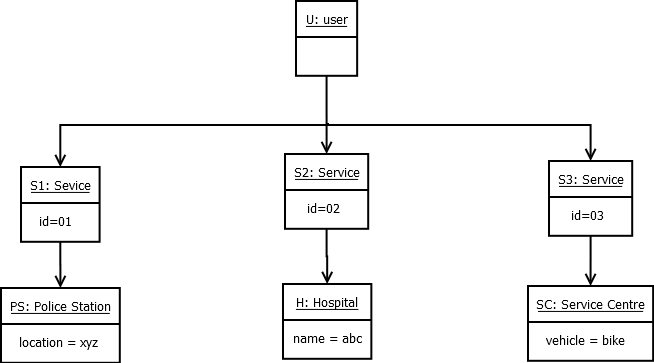 U: user
S1: Sevice
id=01
S2: Service
id=02
S3: Service
id=03
PS: Police Station
location = xyz
H: Hospital
name = abc
SC: Service Centre
vehicle = bike